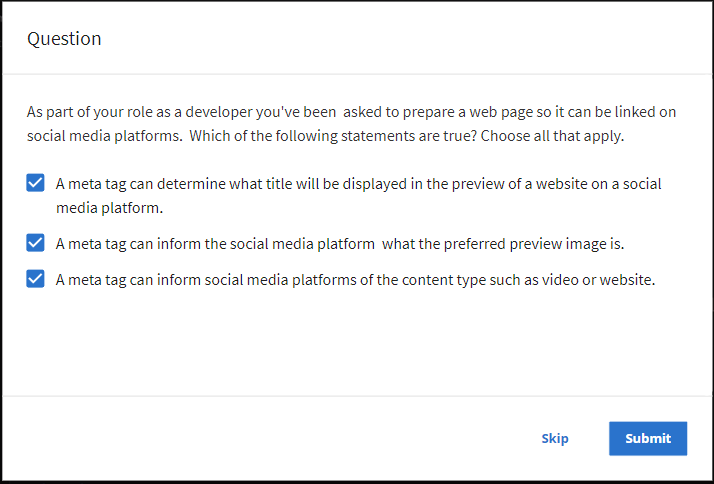 Question
As part of your role as a developer you've been  asked to prepare a web page so it can be linked on
social media platforms.  Which of the following statements are true? Choose all that apply.
A meta tag can determine what title will be displayed in the preview of a website on a social
media platform.
A meta tag can inform the social media platform  what the preferred preview image is.
A meta tag can inform social media platforms of the content type such as video or website.
Skip
Submit